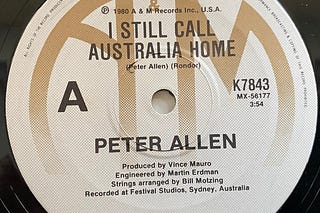 ℗ 1980 A & M Records Inc., U.S.A.
I STILL CALL
AUSTRALIA HOME
(Peter Allen) (Rondor)
K7843
MX-56177
3:54
A
PETER ALLEN
Produced by Vince Mauro
Engineered by Martin Erdman
Strings arranged by Bill Motzing
Recorded at Festival Studios, Sydney, Australia